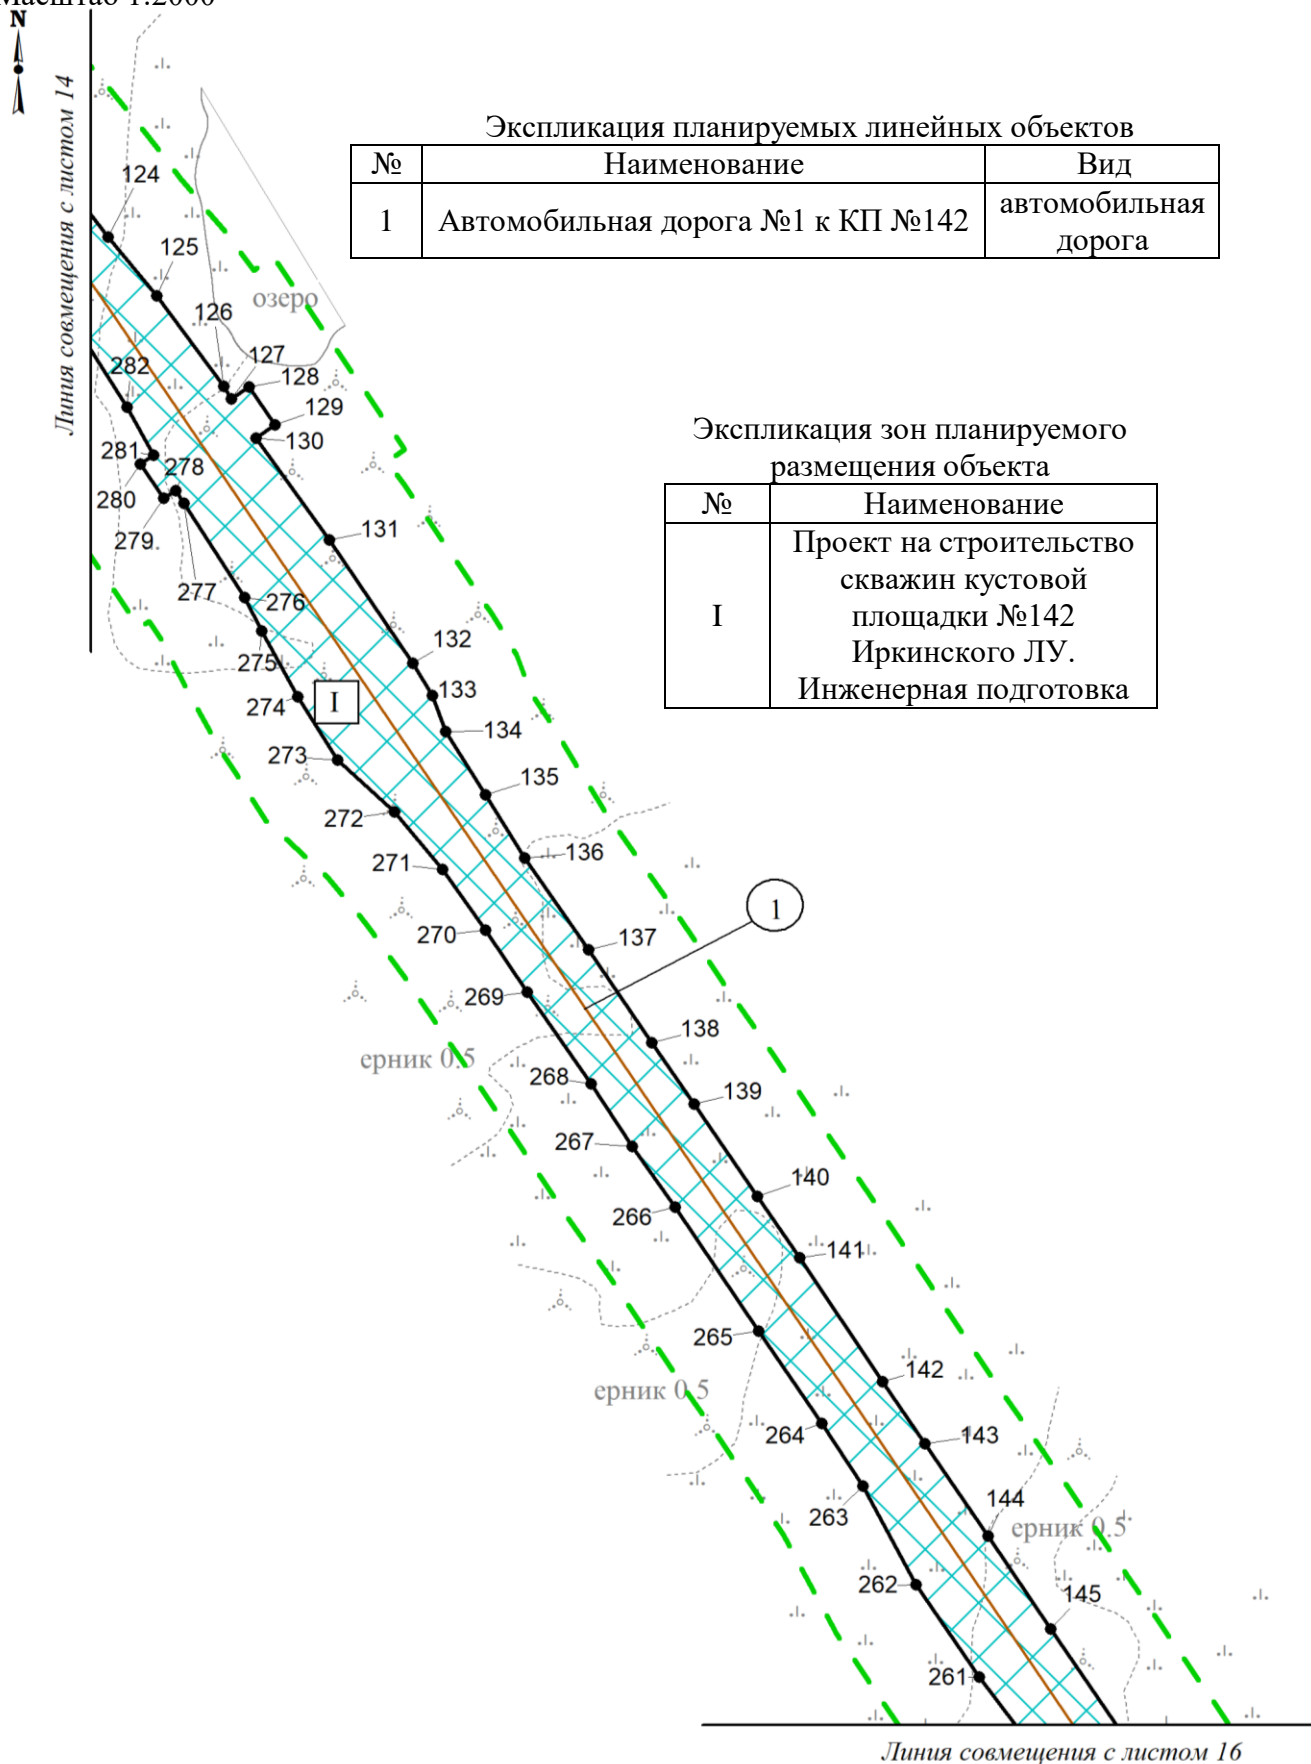 Масштаб 1:2000
N
Линия совмещения с листом 14
Экспликация планируемых линейных объектов
№ Наименование Вид
1 Автомобильная дорога №1 к КП №142 автомобильная
дорога
Экспликация зон планируемого
размещения объекта
№ Наименование
I Проект на строительство
скважин кустовой
площадки №142
Иркинского ЛУ.
Инженерная подготовка
124
125
озеро
126
127
282
128
129
130
281
278
280
131
279
277
276
132
275
133
274
I
134
273
135
272
136
271
1
270
137
269
138
ерник 0.5
268
139
267
140
266
141
265
142
ерник 0.5
264
143
144
263
ерник 0.5
262
145
261
Линия совмещения с листом 16